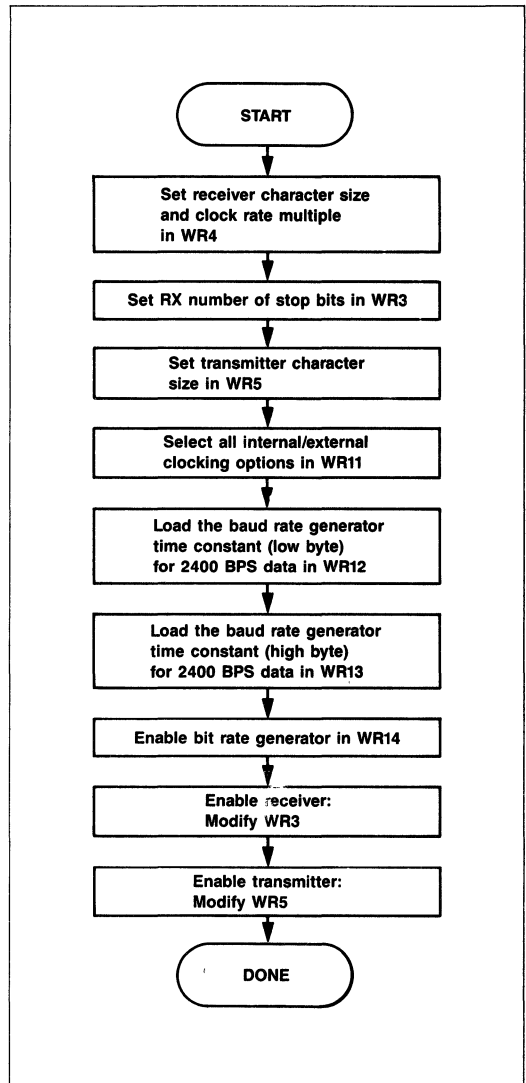 START
Set receiver character size
and clock rate multiple
in WR4
Set RX number of stop bits in WR3
Set transmitter character
size in WR5
Select all internal/external
clocking options in WR11
Load the baud rate generator
time constant (low byte)
for 2400 BPS data in WR12
Load the baud rate generator
time constant (high byte)
for 2400 BPS data in WR13
Enable bit rate generator in WR14
Enable receiver:
Modify WR3
Enable transmitter:
Modify WR5
DONE